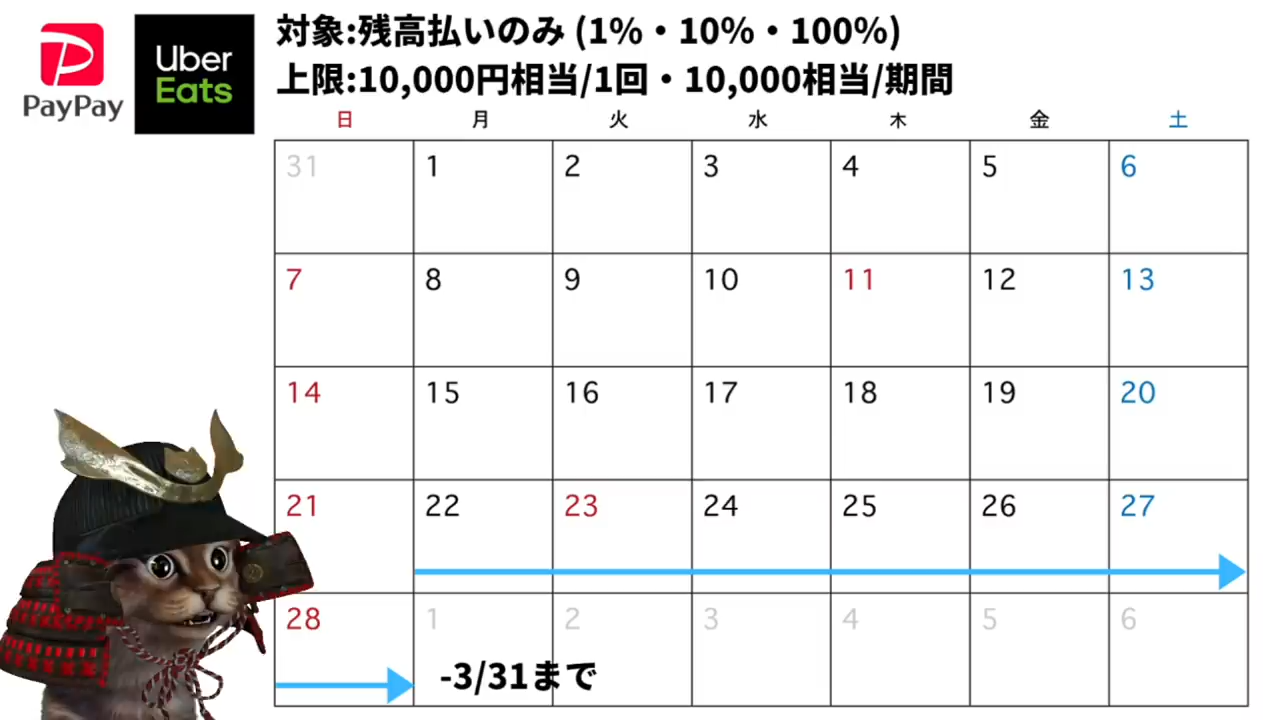 PayPay
Uber
Eats
対象:残高払いのみ (1%・10%・100%)
上限:10,000円相当/1回・10,000相当/期間
日 月 火 水 木 金 土
31 1 2 3 4 5 6
7 8 9 10 11 12 13
14 15 16 17 18 19 20
21 22 23 24 25 26 27
28 1 2 3 4 5 6
-3/31まで